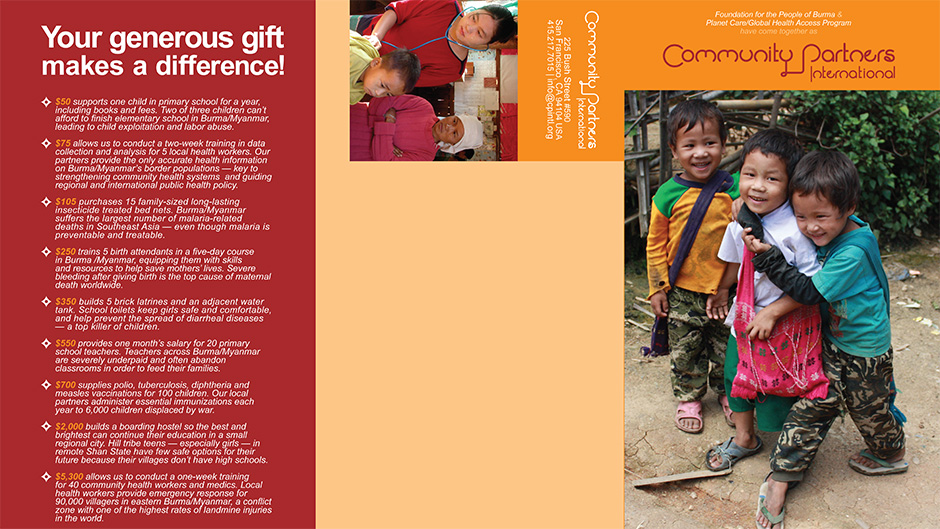 Your generous gift
makes a difference!
$50 supports one child in primary school for a year,
including books and fees. Two of three children can't
afford to finish elementary school in Burma/Myanmar,
leading to child exploitation and labor abuse.
$75 allows us to conduct a two-week training in data
collection and analysis for 5 local health workers. Our
partners provide the only accurate health information
on Burma/Myanmar's border populations — key to
strengthening community health systems and guiding
regional and international public health policy.
$105 purchases 15 family-sized long-lasting
insecticide treated bed nets. Burma/Myanmar
suffers the largest number of malaria-related
deaths in Southeast Asia — even though malaria is
preventable and treatable.
$250 trains 5 birth attendants in a five-day course
in Burma /Myanmar, equipping them with skills
and resources to help save mothers' lives. Severe
bleeding after giving birth is the top cause of maternal
death worldwide.
$350 builds 5 brick latrines and an adjacent water
tank. School toilets keep girls safe and comfortable,
and help prevent the spread of diarrheal diseases
— a top killer of children.
$550 provides one month's salary for 20 primary
school teachers. Teachers across Burma/Myanmar
are severely underpaid and often abandon
classrooms in order to feed their families.
$700 supplies polio, tuberculosis, diphtheria and
measles vaccinations for 100 children. Our local
partners administer essential immunizations each
year to 6,000 children displaced by war.
$2,000 builds a boarding hostel so the best and
brightest can continue their education in a small
regional city. Hill tribe teens — especially girls — in
remote Shan State have few safe options for their
future because their villages don't have high schools.
$5,300 allows us to conduct a one-week training
for 40 community health workers and medics. Local
health workers provide emergency response for
90,000 villagers in eastern Burma/Myanmar, a conflict
zone with one of the highest rates of landmine injuries
in the world.
Community Partners
International
225 Bush Street #590
San Francisco, CA 94104 USA
415.217.7015 | info@cpintl.org
Foundation for the People of Burma &
Planet Care/Global Health Access Program
have come together as
Community Partners
International